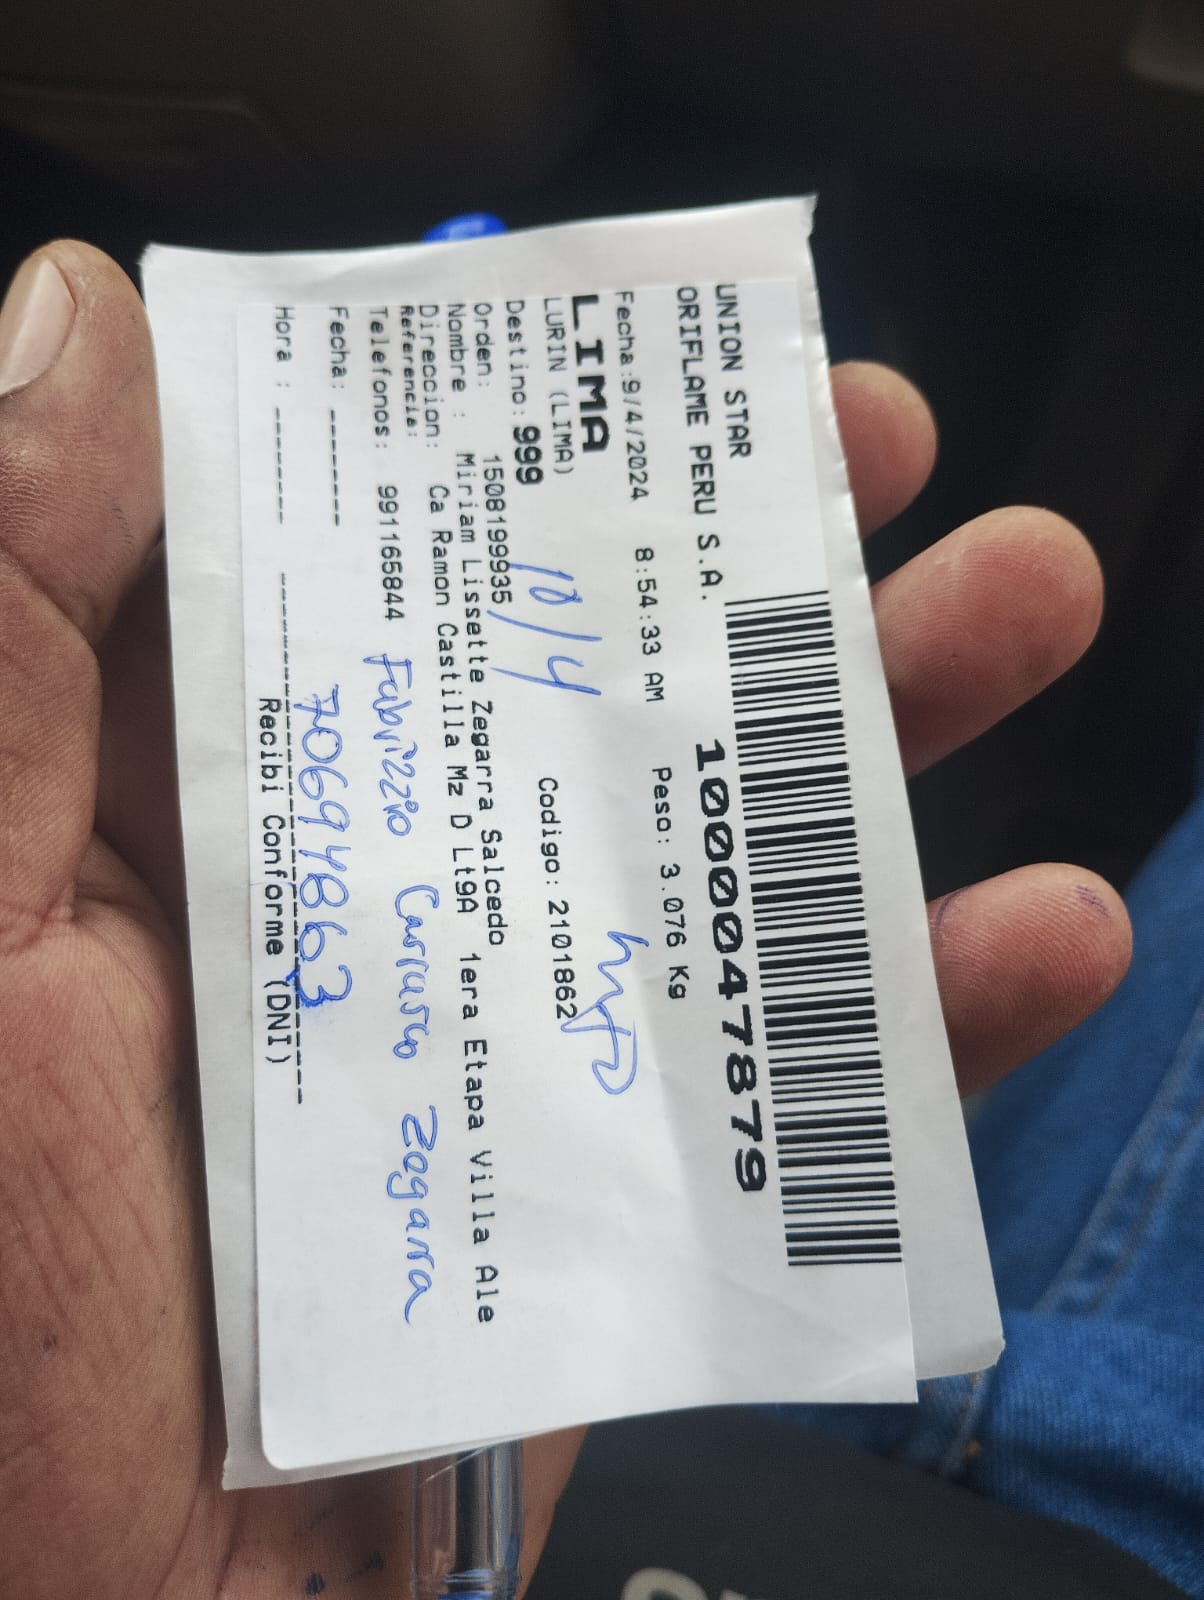 UNION STAR
ORIFLAME PERU S.A.
1000047879
Fecha:9/4/2024 8:54:33 AM Peso: 3.076 Kg
LIMA
LURIN (LIMA)
Destino: 999 Codigo: 2101862
10/4
Orden: 1508199935
Nombre : Miriam Lissette Zegarra Salcedo
Direccion: Ca Ramon Castilla Mz D Lt9A 1era Etapa Villa Ale
Referencia:
Telefonos: 991165844
Fabrizzio Carrasco Zegarra
Fecha: ------
70694863
Hora : ------
Recibi Conforme (DNI)